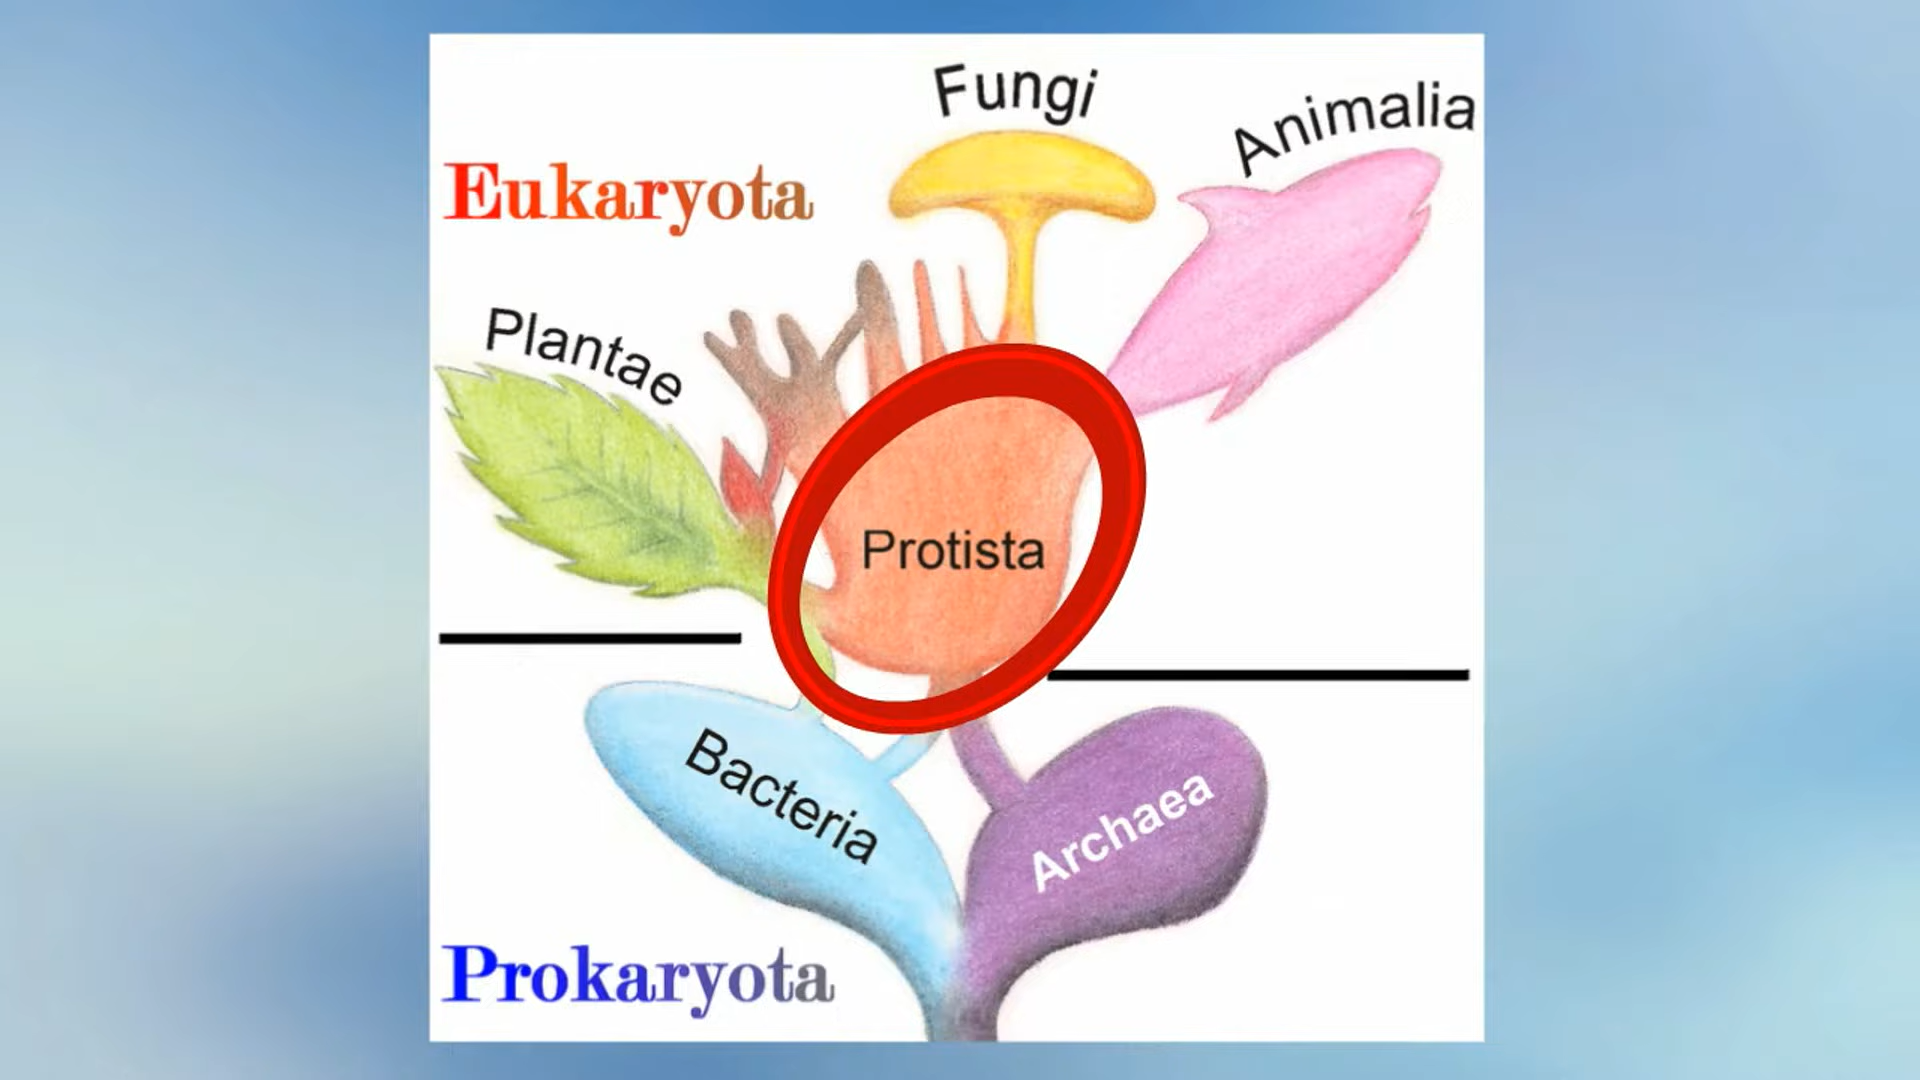 Fungi
Animalia
Eukaryota
Plantae
Protista
Bacteria
Archaea
Prokaryota